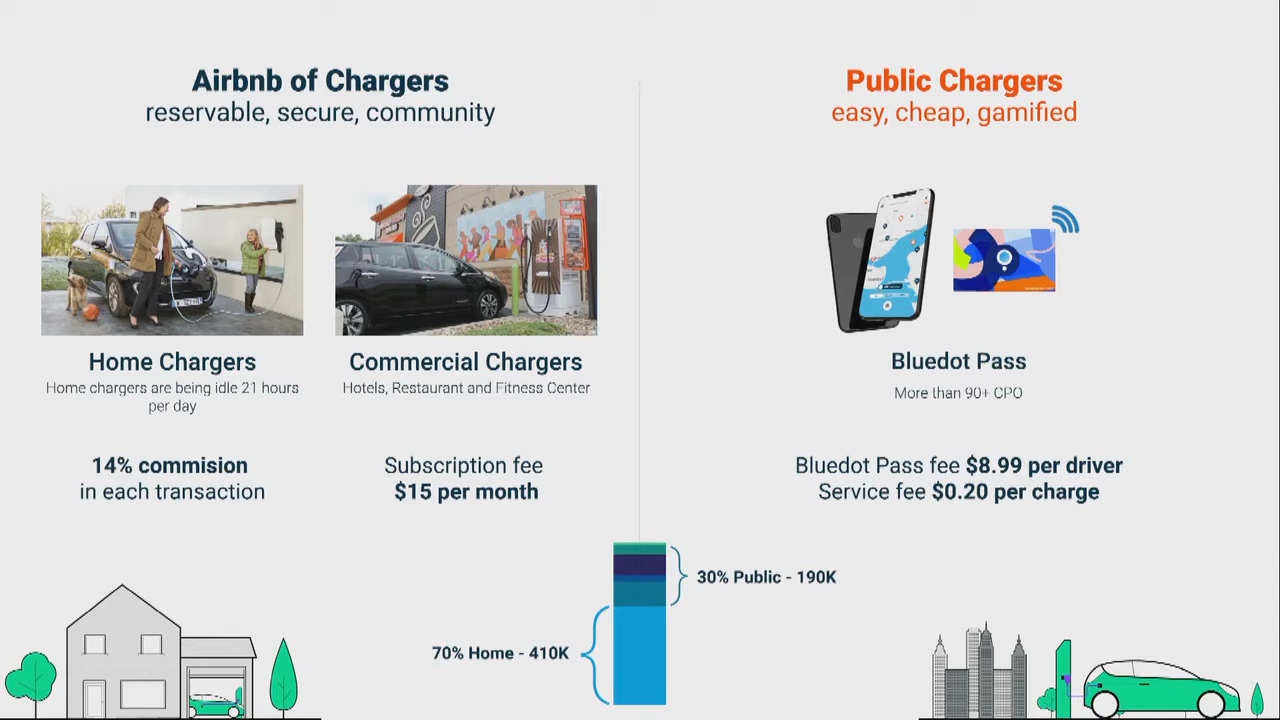 Airbnb of Chargers
reservable, secure, community
Public Chargers
easy, cheap, gamified
Home Chargers
Home chargers are being idle 21 hours
per day
Commercial Chargers
Hotels, Restaurant and Fitness Center
Bluedot Pass
More than 90+ CPO
14% commision
in each transaction
Subscription fee
$15 per month
Bluedot Pass fee $8.99 per driver
Service fee $0.20 per charge
30% Public - 190K
70% Home - 410K